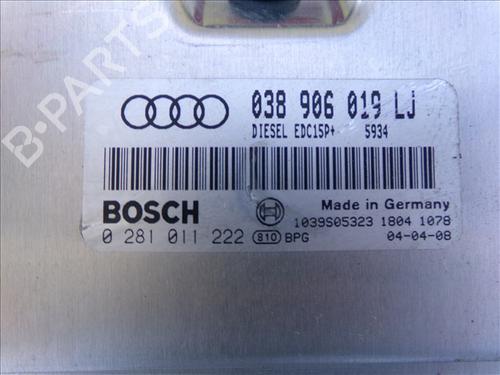 038 906 019 LJ
DIESEL EDC15P+ 5934
BOSCH
Made in Germany
1039S05323 1804 1078
0 281 011 222 810 BPG 04-04-08